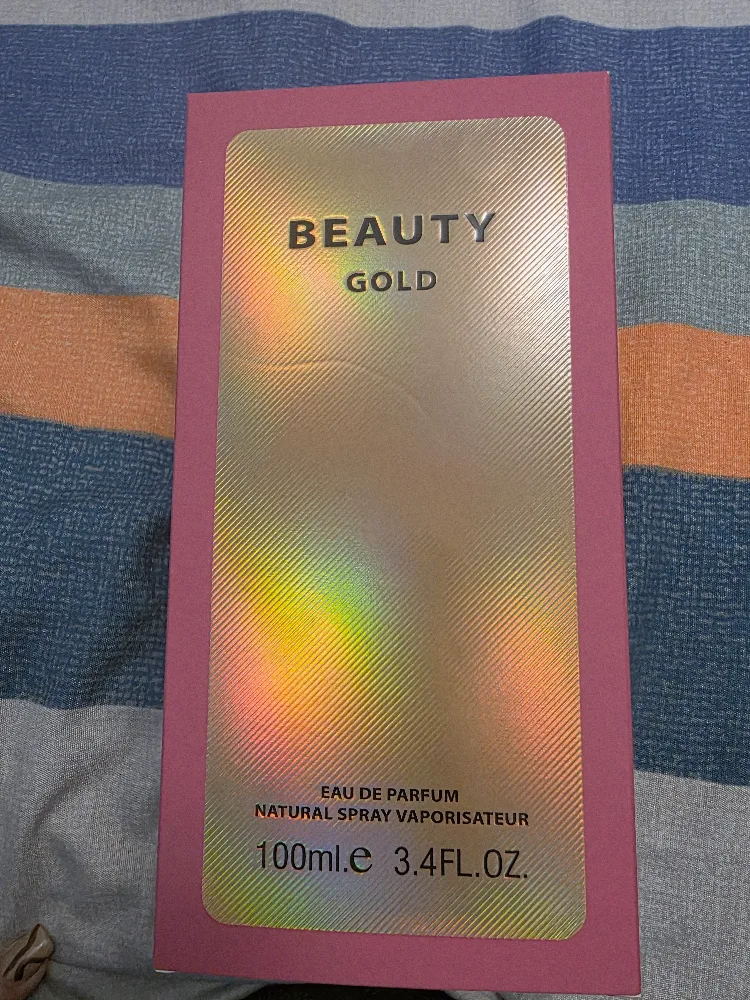 BEAUTY
GOLD
EAU DE PARFUM
NATURAL SPRAY VAPORISATEUR
100ml.e 3.4FL.OZ.